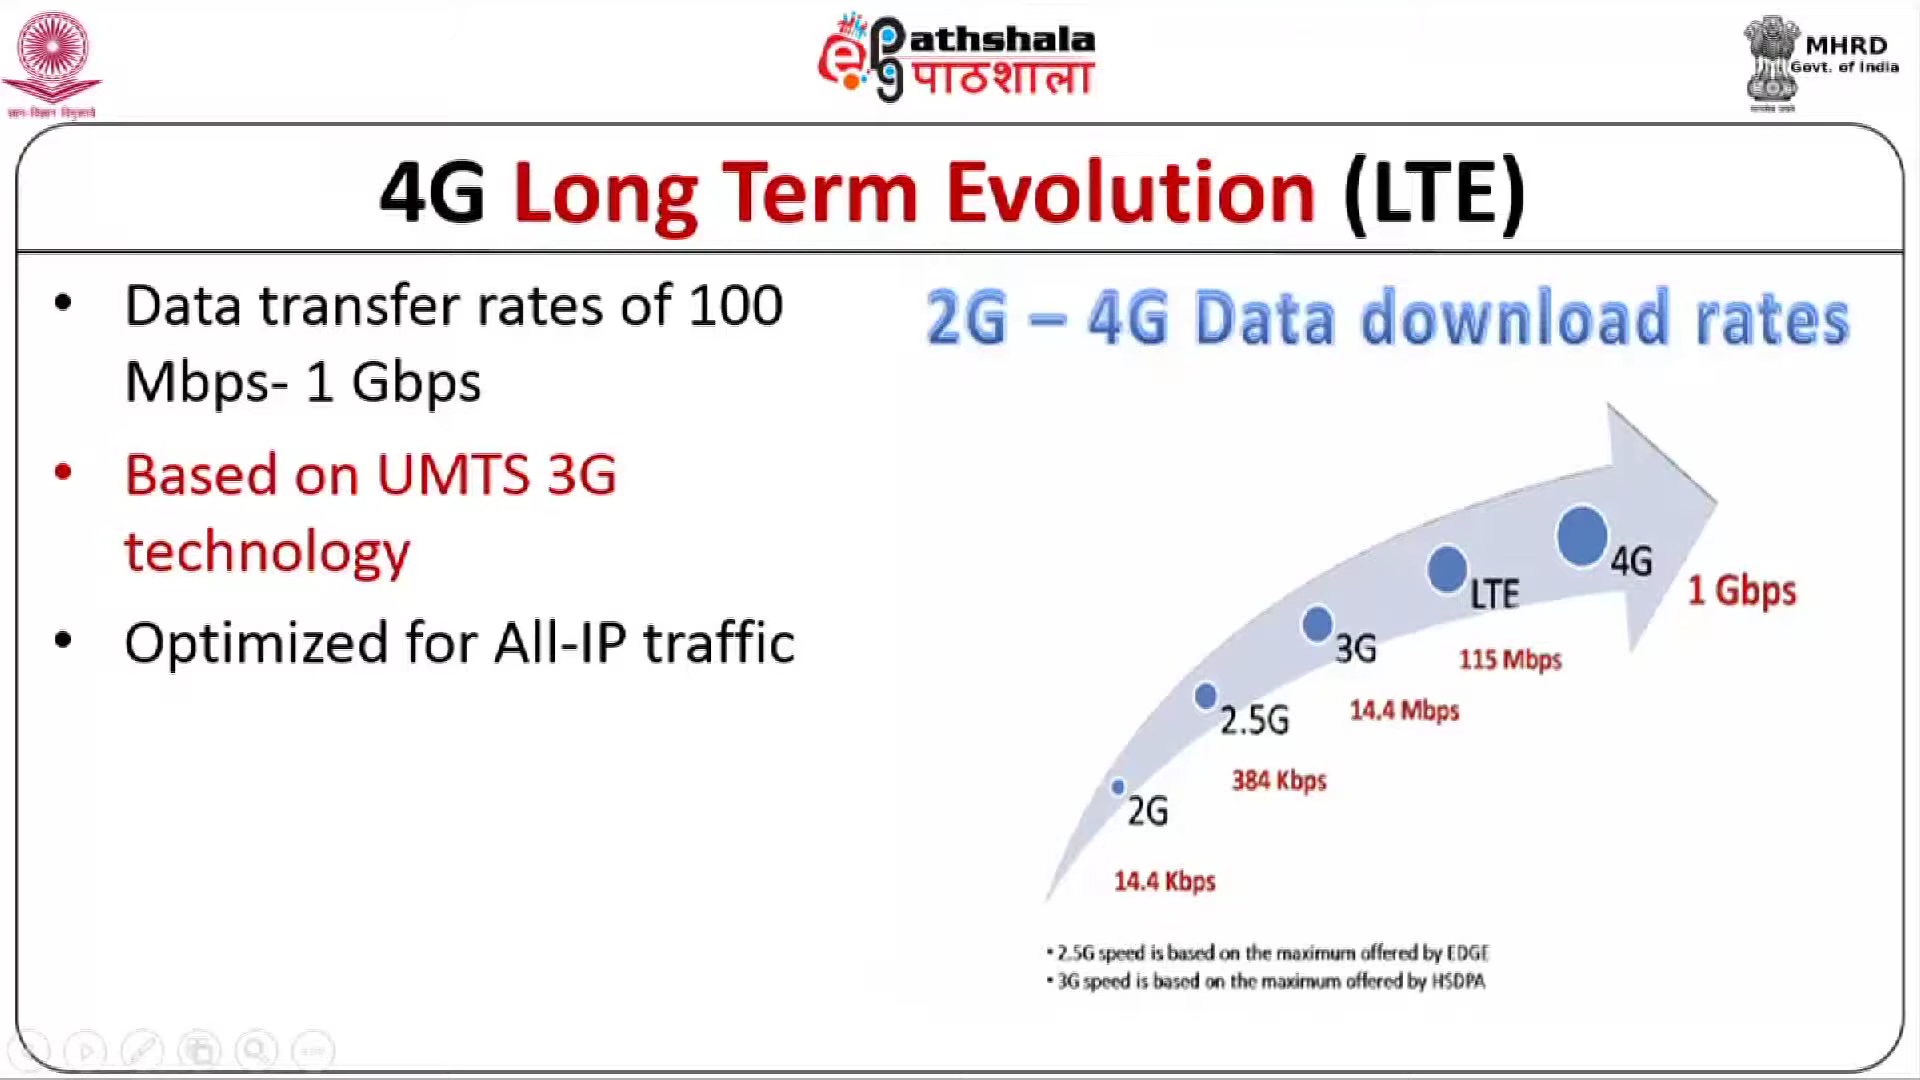 ज्ञान-विज्ञान विमुक्तये
ePathshala
पाठशाला
MHRD
Govt. of India
4G Long Term Evolution (LTE)
• Data transfer rates of 100
Mbps- 1 Gbps
• Based on UMTS 3G
technology
• Optimized for All-IP traffic
2G – 4G Data download rates
4G
1 Gbps
LTE
115 Mbps
3G
14.4 Mbps
2.5G
384 Kbps
2G
14.4 Kbps
• 2.5G speed is based on the maximum offered by EDGE
• 3G speed is based on the maximum offered by HSDPA